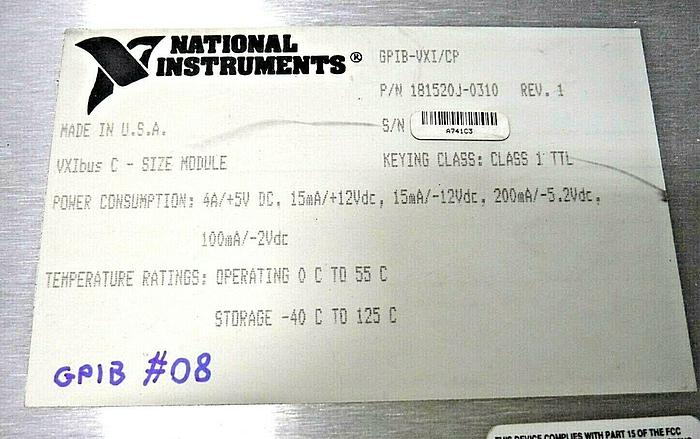 NATIONAL
INSTRUMENTS®
GPIB-VXI/CP
P/N 181520J-0310 REV. 1
S/N
A741C3
MADE IN U.S.A.
VXIbus C - SIZE MODULE
KEYING CLASS: CLASS 1 TTL
POWER CONSUMPTION: 4A/+5V DC, 15mA/+12Vdc, 15mA/-12Vdc, 200mA/-5.2Vdc,
100mA/-2Vdc
TEMPERATURE RATINGS: OPERATING 0 C TO 55 C
STORAGE -40 C TO 125 C
GPIB #08
THIS DEVICE COMPLIES WITH PART 15 OF THE FCC